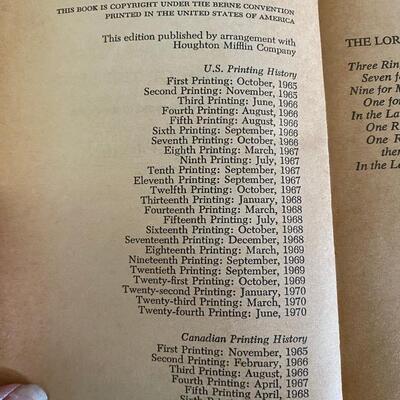 THIS BOOK IS COPYRIGHT UNDER THE BERNE CONVENTION
PRINTED IN THE UNITED STATES OF AMERICA
This edition published by arrangement with
Houghton Mifflin Company
U.S. Printing History
First Printing: October, 1965
Second Printing: November, 1965
Third Printing: June, 1966
Fourth Printing: August, 1966
Fifth Printing: August, 1966
Sixth Printing: September, 1966
Seventh Printing: October, 1966
Eighth Printing: March, 1967
Ninth Printing: July, 1967
Tenth Printing: September, 1967
Eleventh Printing: September, 1967
Twelfth Printing: October, 1967
Thirteenth Printing: January, 1968
Fourteenth Printing: March, 1968
Fifteenth Printing: July, 1968
Sixteenth Printing: October, 1968
Seventeenth Printing: December, 1968
Eighteenth Printing: March, 1969
Nineteenth Printing: September, 1969
Twentieth Printing: September, 1969
Twenty-first Printing: October, 1969
Twenty-second Printing: January, 1970
Twenty-third Printing: March, 1970
Twenty-fourth Printing: June, 1970
Canadian Printing History
First Printing: November, 1965
Second Printing: February, 1966
Third Printing: August, 1966
Fourth Printing: April, 1967
Fifth Printing April, 1968
THE LOR
Three Rin
Seven fo
Nine for M
One for
In the La
One R
One R
the
In the La